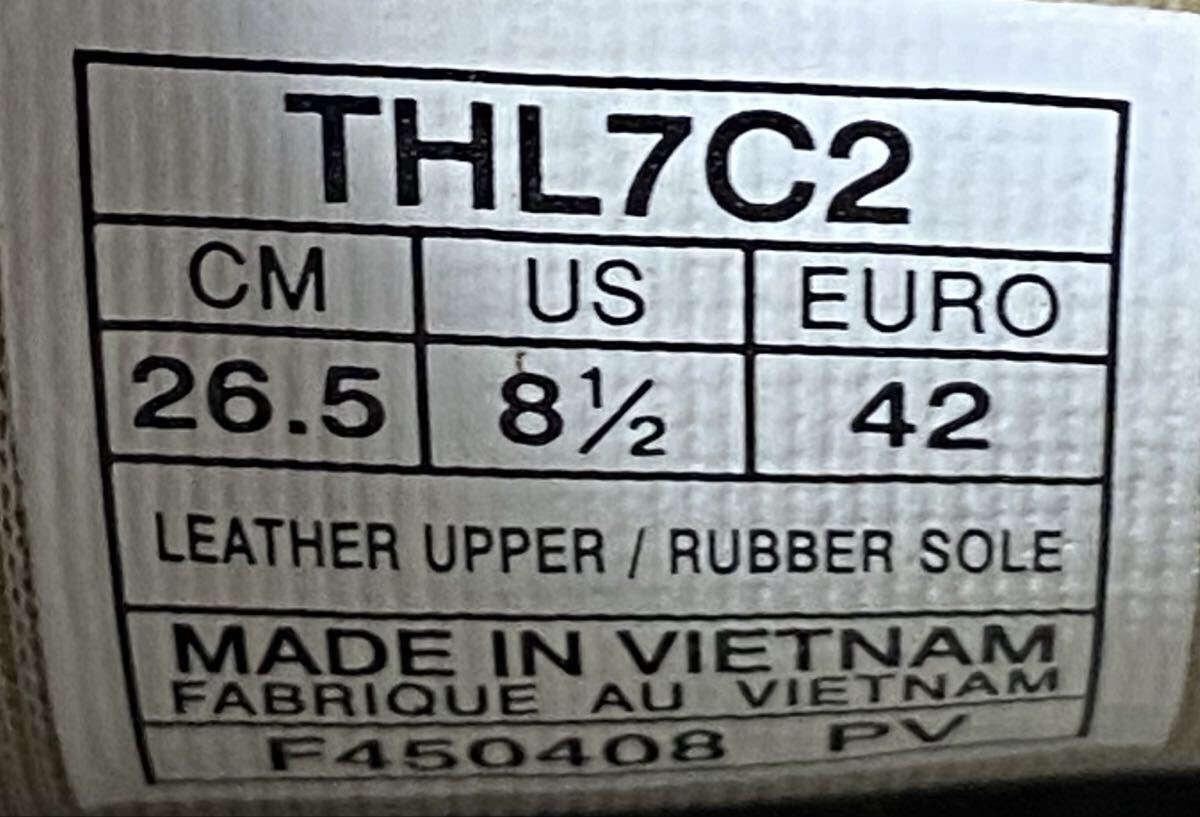 THL7C2
CM US EURO
26.5 8½ 42
LEATHER UPPER / RUBBER SOLE
MADE IN VIETNAM
FABRIQUE AU VIETNAM
F450408 PV